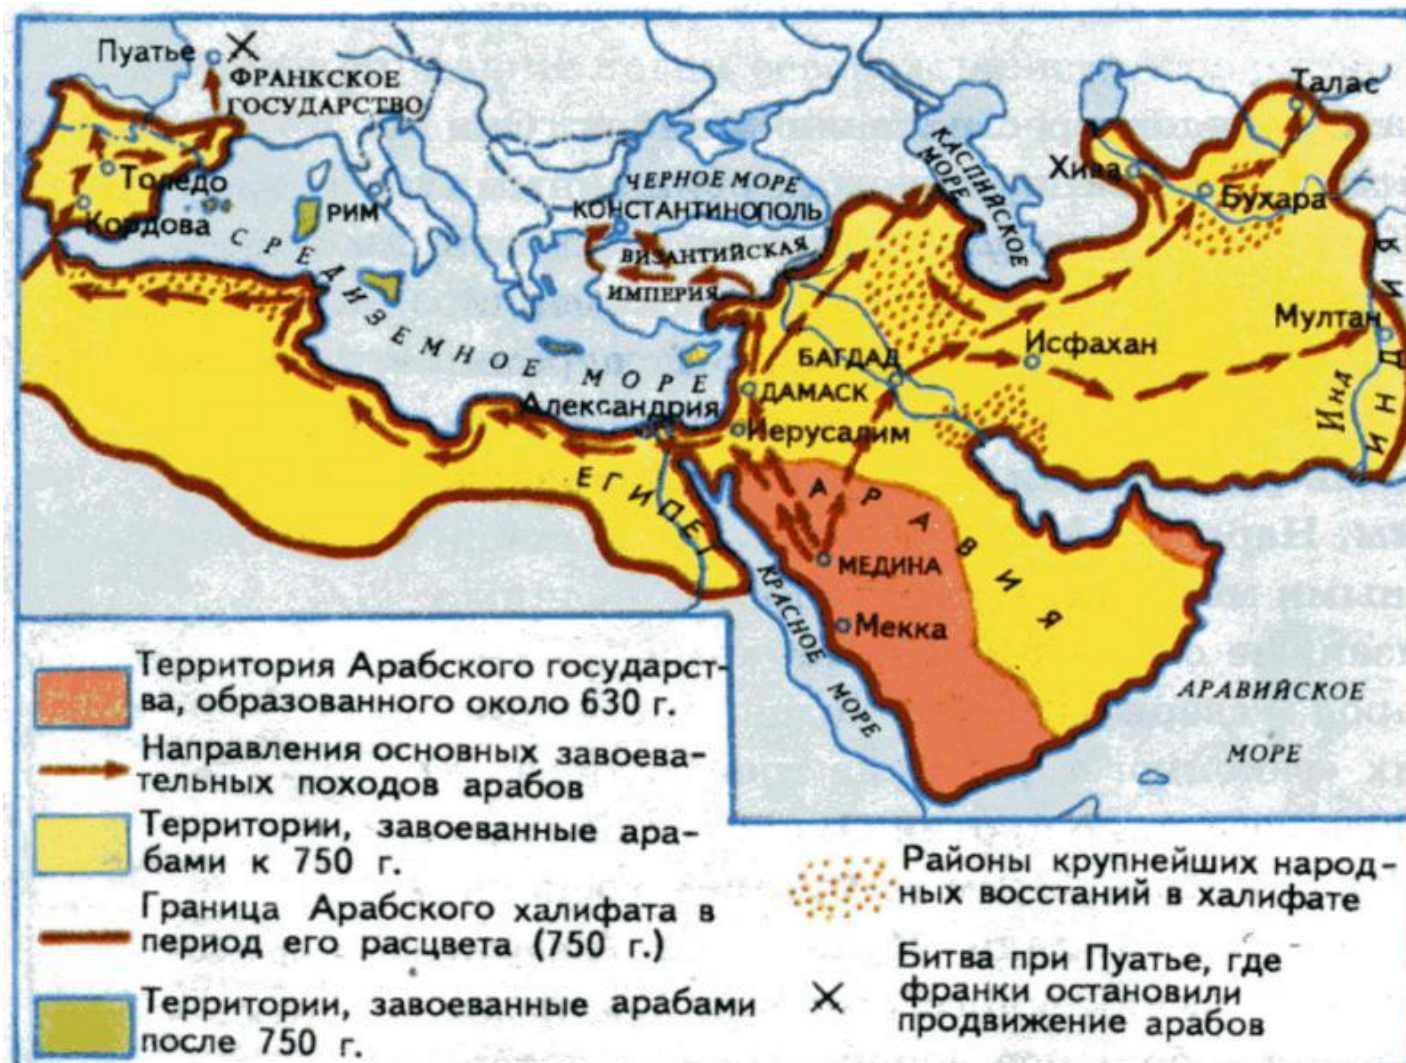 Пуатье
ФРАНКСКОЕ
ГОСУДАРСТВО
Толедо
Кордова
РИМ
СРЕДИЗЕМНОЕ МОРЕ
ЧЕРНОЕ МОРЕ
КОНСТАНТИНОПОЛЬ
ВИЗАНТИЙСКАЯ
ИМПЕРИЯ
КАСПИЙСКОЕ
МОРЕ
Талас
Хива
Бухара
Исфахан
Мултан
Инд
ИНДИЯ
БАГДАД
ДАМАСК
Александрия
Иерусалим
ЕГИПЕТ
АРАВИЯ
МЕДИНА
Мекка
КРАСНОЕ
МОРЕ
АРАВИЙСКОЕ
МОРЕ
Территория Арабского государст-
ва, образованного около 630 г.
Направления основных завоева-
тельных походов арабов
Территории, завоеванные ара-
бами к 750 г.
Граница Арабского халифата в
период его расцвета (750 г.)
Территории, завоеванные арабами
после 750 г.
Районы крупнейших народ-
ных восстаний в халифате
Битва при Пуатье, где
франки остановили
продвижение арабов